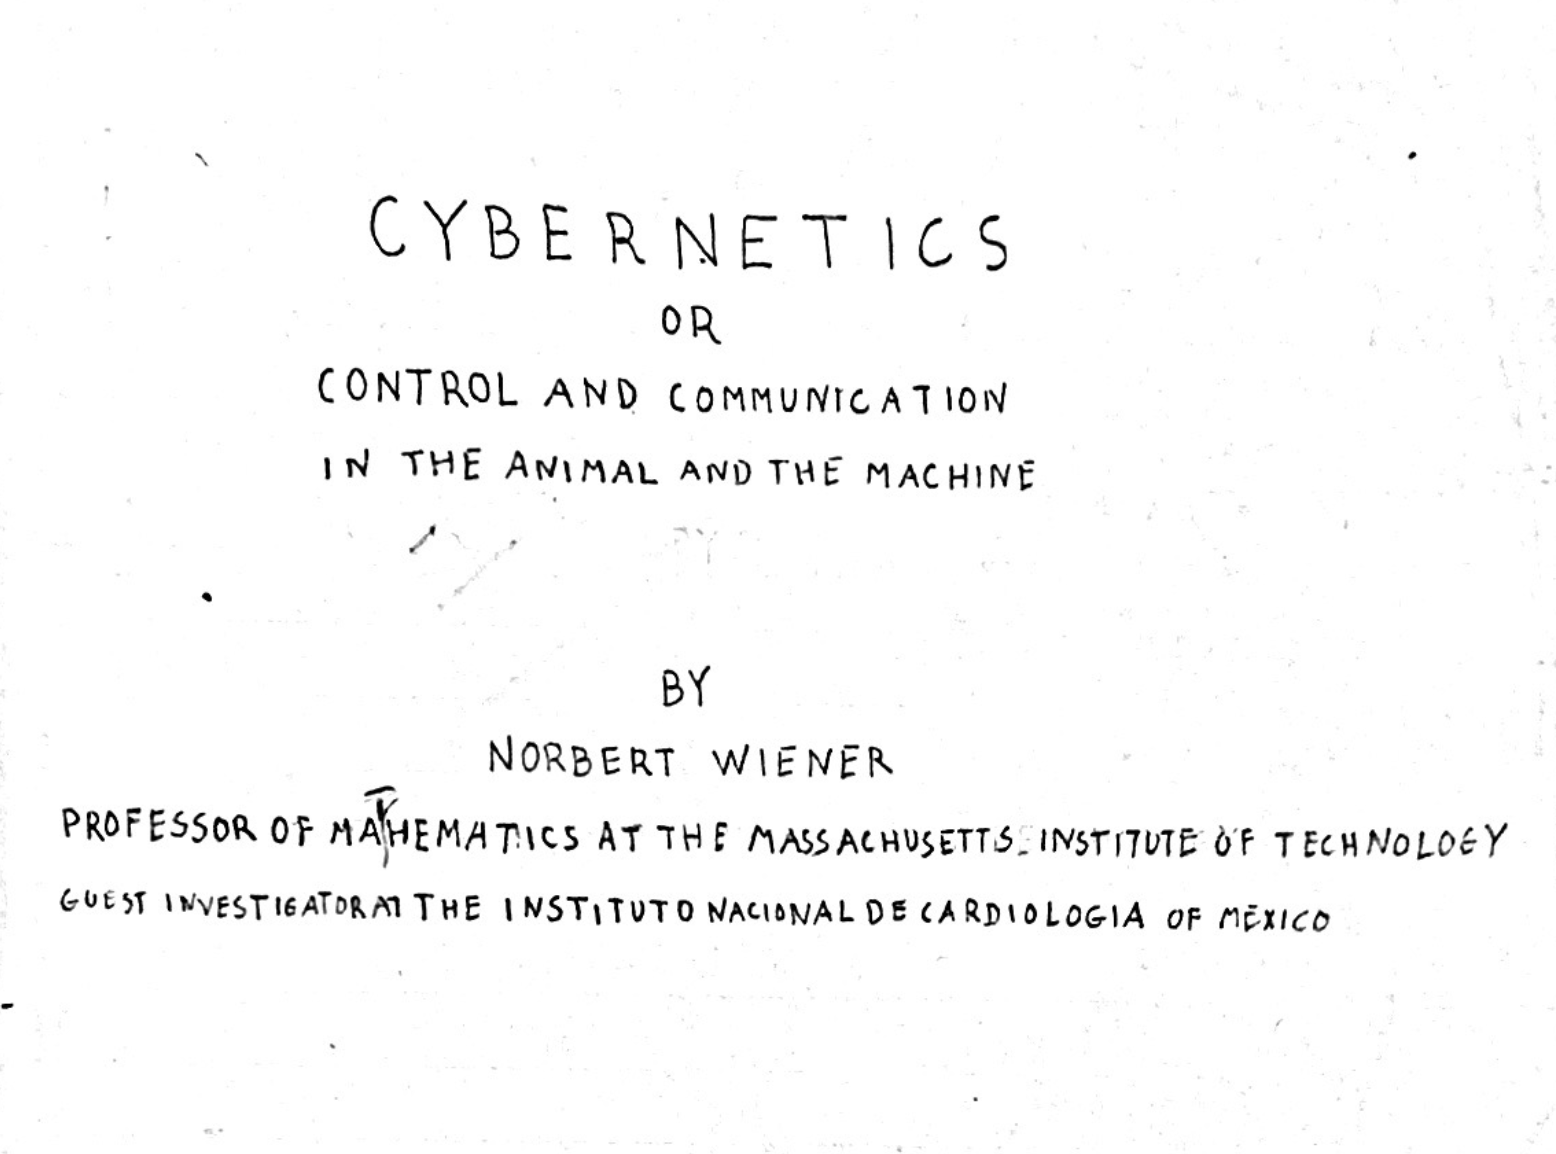 CYBERNETICS
OR
CONTROL AND COMMUNICATION
IN THE ANIMAL AND THE MACHINE
BY
NORBERT WIENER
PROFESSOR OF MATHEMATICS AT THE MASSACHUSETTS INSTITUTE OF TECHNOLOGY
GUEST INVESTIGATOR AT THE INSTITUTO NACIONAL DE CARDIOLOGIA OF MEXICO